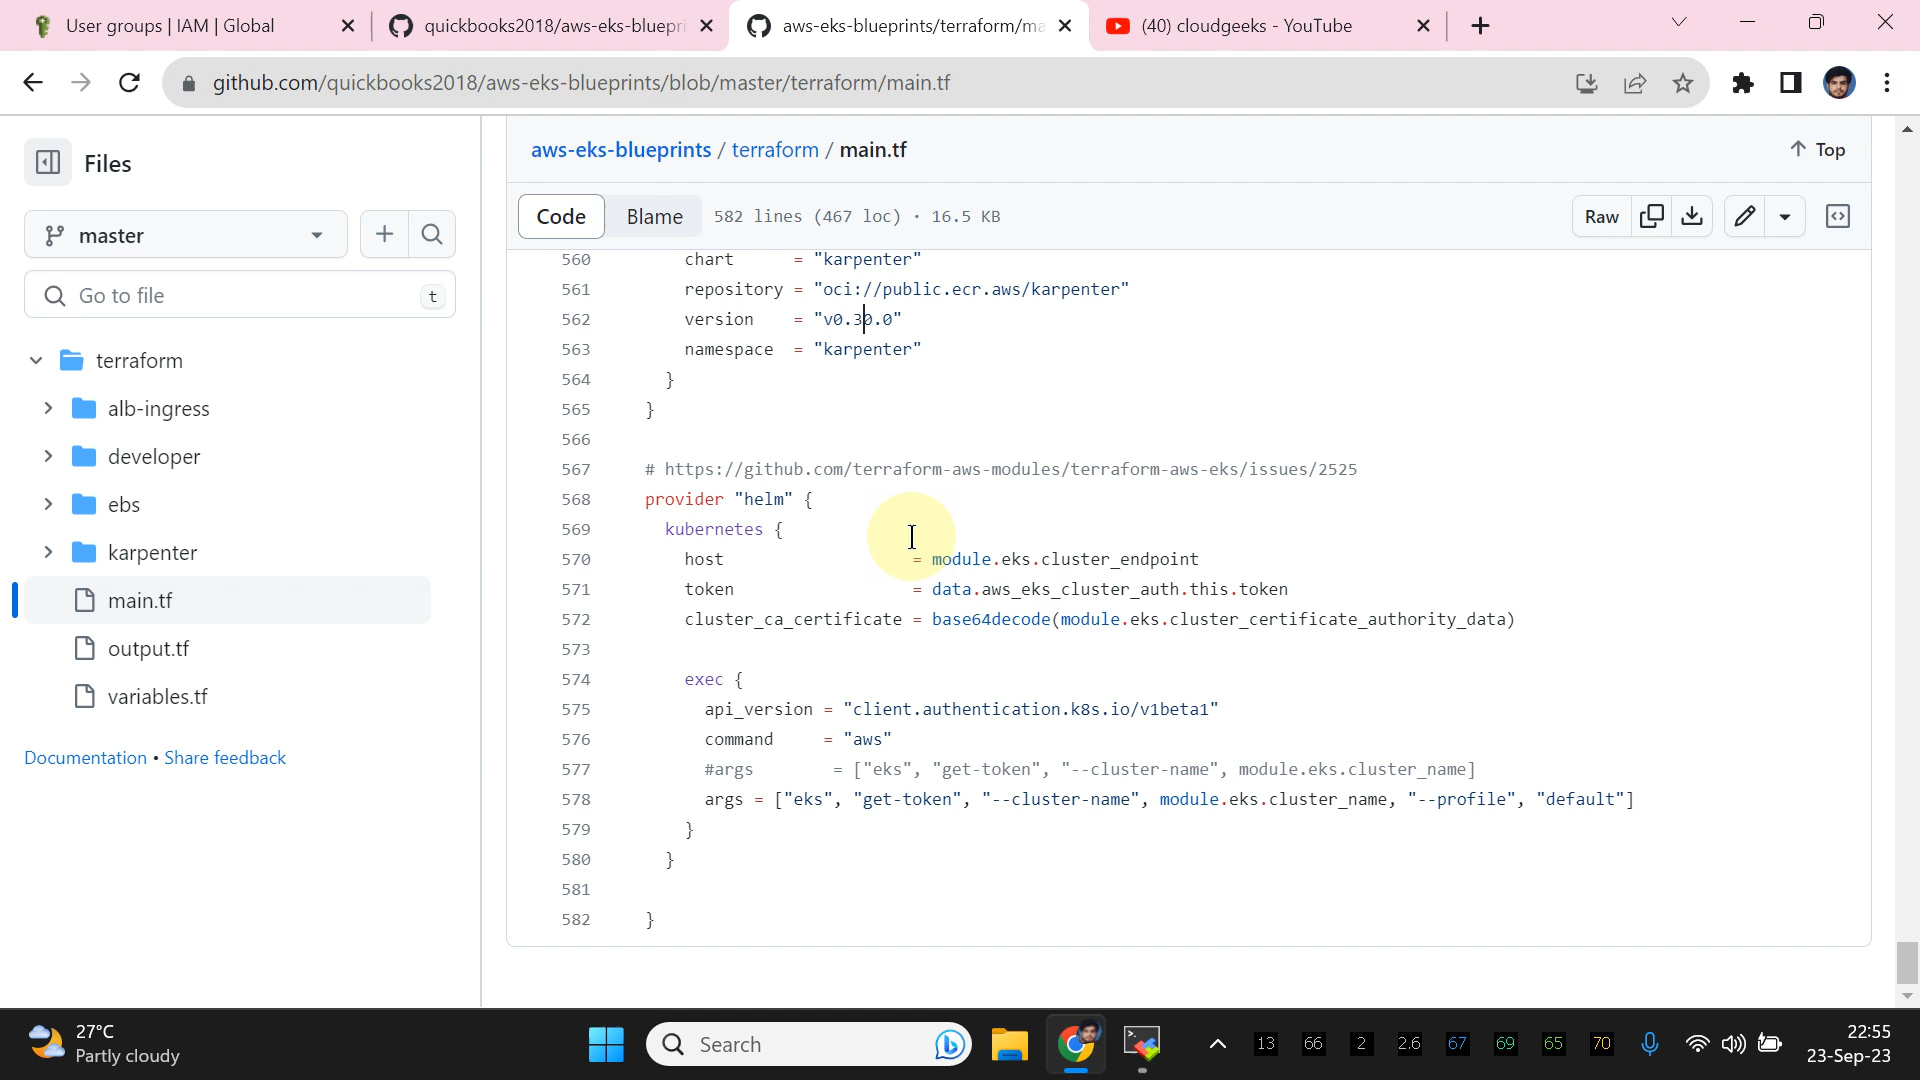 User groups | IAM | Global
quickbooks2018/aws-eks-bluepri
aws-eks-blueprints/terraform/ma
(40) cloudgeeks - YouTube
github.com/quickbooks2018/aws-eks-blueprints/blob/master/terraform/main.tf
Files
master
Go to file
t
terraform
alb-ingress
developer
ebs
karpenter
main.tf
output.tf
variables.tf
Documentation • Share feedback
aws-eks-blueprints / terraform / main.tf
Top
Code
Blame
582 lines (467 loc) · 16.5 KB
Raw
560 chart = "karpenter"
561 repository = "oci://public.ecr.aws/karpenter"
562 version = "v0.30.0"
563 namespace = "karpenter"
564 }
565 }
566
567 # https://github.com/terraform-aws-modules/terraform-aws-eks/issues/2525
568 provider "helm" {
569 kubernetes {
570 host = module.eks.cluster_endpoint
571 token = data.aws_eks_cluster_auth.this.token
572 cluster_ca_certificate = base64decode(module.eks.cluster_certificate_authority_data)
573
574 exec {
575 api_version = "client.authentication.k8s.io/v1beta1"
576 command = "aws"
577 #args = ["eks", "get-token", "--cluster-name", module.eks.cluster_name]
578 args = ["eks", "get-token", "--cluster-name", module.eks.cluster_name, "--profile", "default"]
579 }
580 }
581
582 }
27°C
Partly cloudy
Search
13
66
2
2.6
67
69
65
70
22:55
23-Sep-23